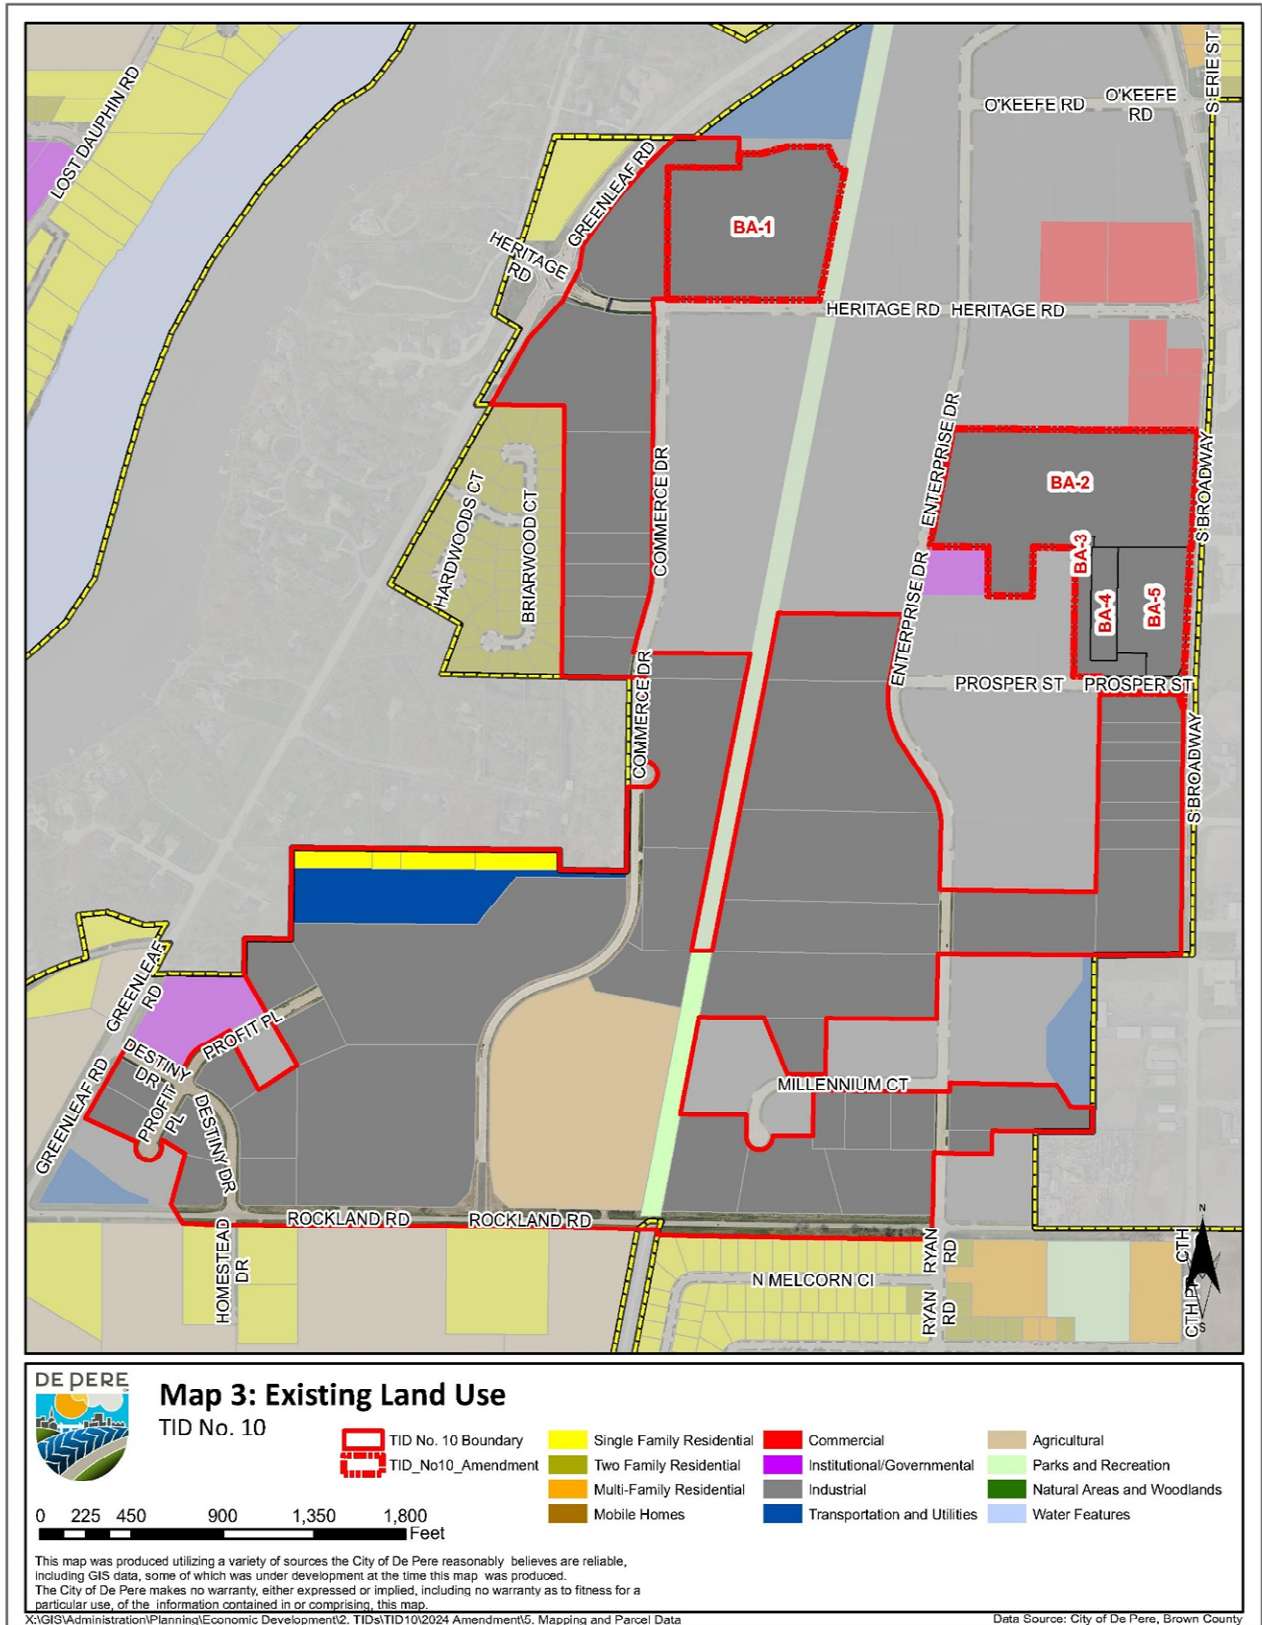 LOST DAUPHIN RD
S ERIE ST
O'KEEFE RD
O'KEEFE
RD
GREENLEAF RD
HERITAGE
RD
BA-1
HERITAGE RD
HERITAGE RD
ENTERPRISE DR
S BROADWAY
COMMERCE DR
HARDWOODS CT
BRIARWOOD CT
BA-2
BA-3
BA-4
BA-5
ENTERPRISE DR
PROSPER ST
PROSPER ST
COMMERCE DR
S BROADWAY
GREENLEAF
RD
PROFIT PL
DESTINY
DR
GREENLEAF RD
PROFIT
PL
DESTINY DR
MILLENNIUM CT
ROCKLAND RD
ROCKLAND RD
HOMESTEAD
DR
N MELCORN CI
RYAN
RD
RYAN
RD
CTH
CTH PP
N
S
DE PERE
Map 3: Existing Land Use
TID No. 10
TID No. 10 Boundary
TID_No10_Amendment
Single Family Residential
Two Family Residential
Multi-Family Residential
Mobile Homes
Commercial
Institutional/Governmental
Industrial
Transportation and Utilities
Agricultural
Parks and Recreation
Natural Areas and Woodlands
Water Features
0 225 450 900 1,350 1,800
Feet
This map was produced utilizing a variety of sources the City of De Pere reasonably believes are reliable,
including GIS data, some of which was under development at the time this map was produced.
The City of De Pere makes no warranty, either expressed or implied, including no warranty as to fitness for a
particular use, of the information contained in or comprising, this map.
X:\GIS\Administration\Planning\Economic Development\2. TIDs\TID10\2024 Amendment\5. Mapping and Parcel Data
Data Source: City of De Pere, Brown County